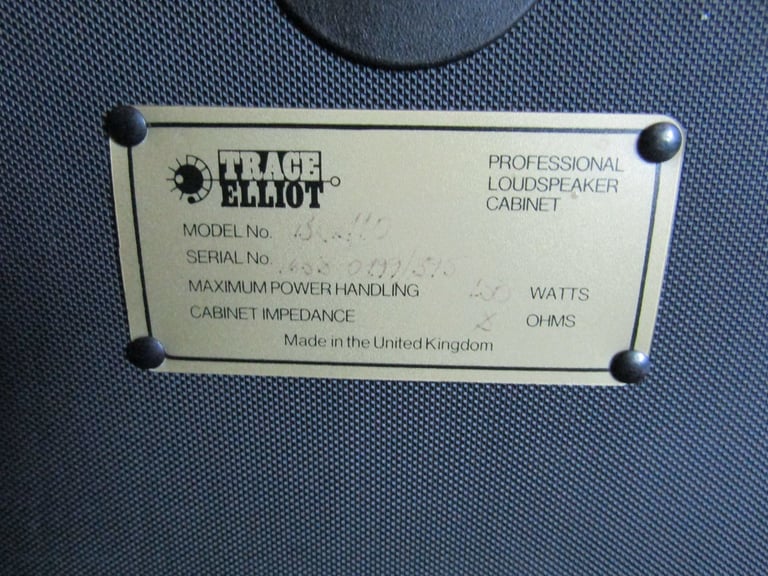 TRACE
ELLIOT
PROFESSIONAL
LOUDSPEAKER
CABINET
MODEL No.
SERIAL No.
MAXIMUM POWER HANDLING WATTS
CABINET IMPEDANCE OHMS
Made in the United Kingdom